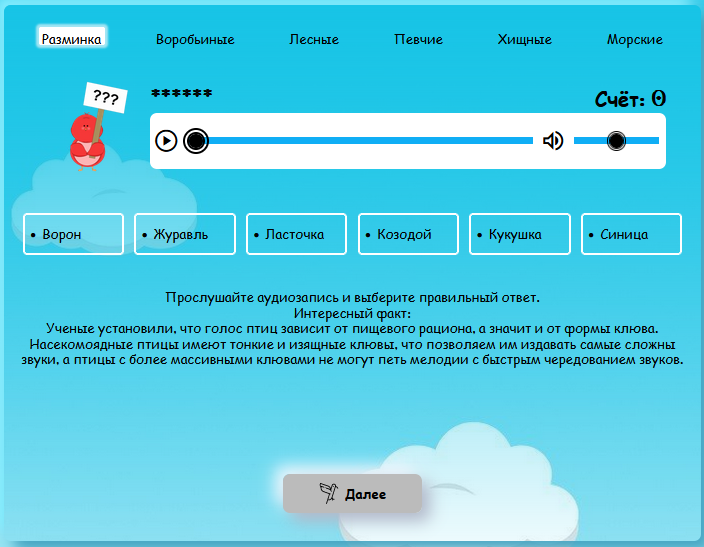 Разминка
Воробьиные
Лесные
Певчие
Хищные
Морские
???
******
Счёт: 0
• Ворон
• Журавль
• Ласточка
• Козодой
• Кукушка
• Синица
Прослушайте аудиозапись и выберите правильный ответ.
Интересный факт:
Ученые установили, что голос птиц зависит от пищевого рациона, а значит и от формы клюва.
Насекомоядные птицы имеют тонкие и изящные клювы, что позволяем им издавать самые сложны
звуки, а птицы с более массивными клювами не могут петь мелодии с быстрым чередованием звуков.
Далее